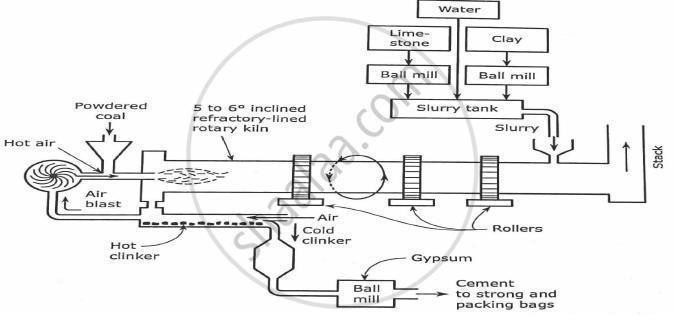 Water
Lime-
stone
Clay
Ball mill
Ball mill
Slurry tank
Slurry
Powdered
coal
5 to 6° inclined
refractory-lined
rotary kiln
Hot air
Air
blast
Stack
Air
Cold
clinker
Rollers
Hot
clinker
Gypsum
Ball
mill
Cement
to strong and
packing bags
shaalaa.com